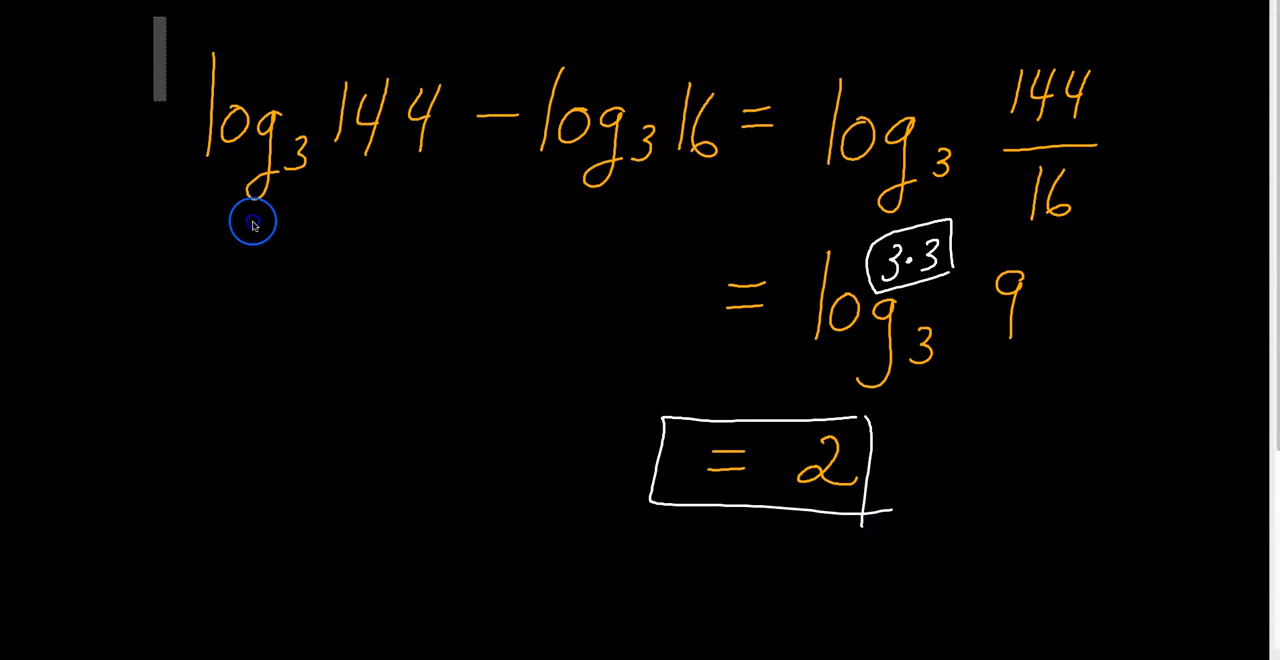 log₃ 144 − log₃ 16 = log₃ 144/16
3·3
= log₃ 9
= 2